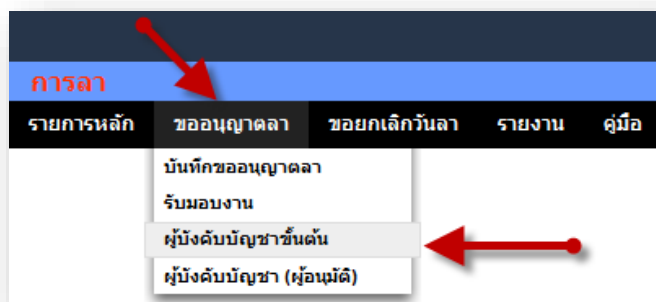 การลา
รายการหลัก ขออนุญาตลา ขอยกเลิกวันลา รายงาน คู่มือ
บันทึกขออนุญาตลา
รับมอบงาน
ผู้บังคับบัญชาขั้นต้น
ผู้บังคับบัญชา (ผู้อนุมัติ)